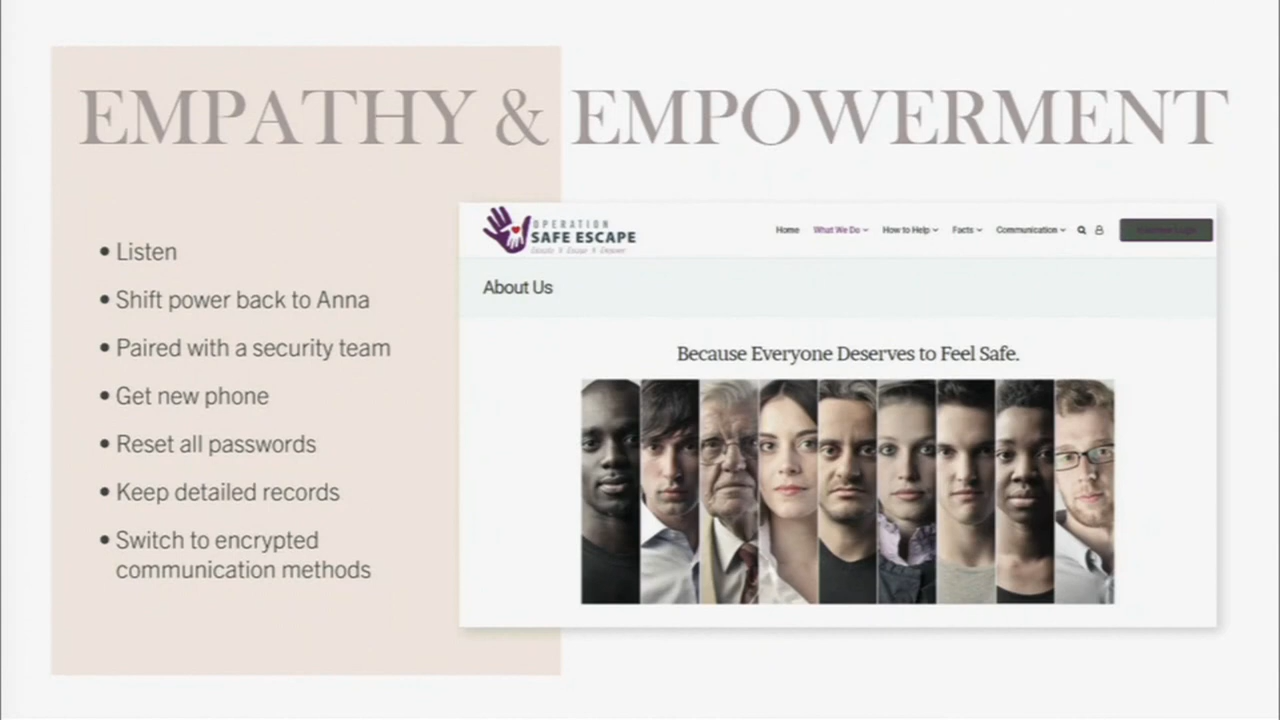 EMPATHY & EMPOWERMENT
• Listen
• Shift power back to Anna
• Paired with a security team
• Get new phone
• Reset all passwords
• Keep detailed records
• Switch to encrypted
communication methods
OPERATION
SAFE ESCAPE
Home What We Do How to Help Facts Communication
About Us
Because Everyone Deserves to Feel Safe.